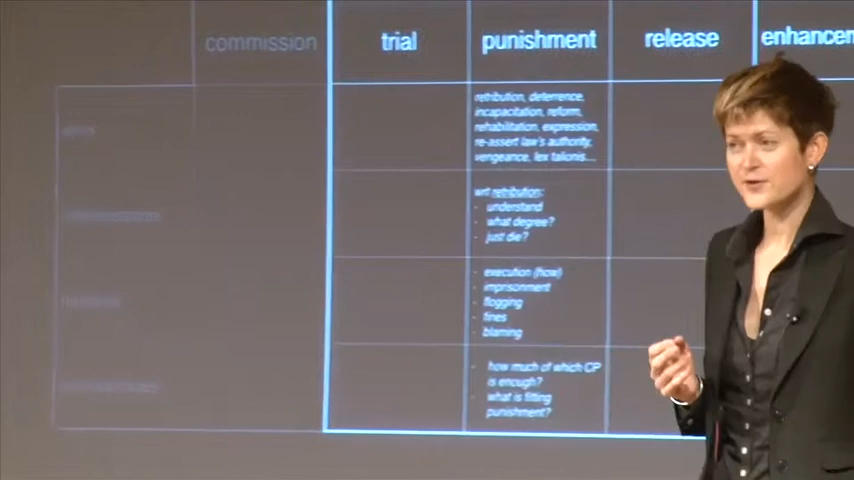 commission
trial
punishment
release
enhancem
retribution, deterrence,
incapacitation, reform,
rehabilitation, expression,
re-assert law's authority,
vengeance, lex talionis...
wrt retribution:
- understand
- what degree?
- just die?
- execution (how)
- imprisonment
- flogging
- fines
- blaming
- how much of which CP
is enough?
- what is fitting
punishment?